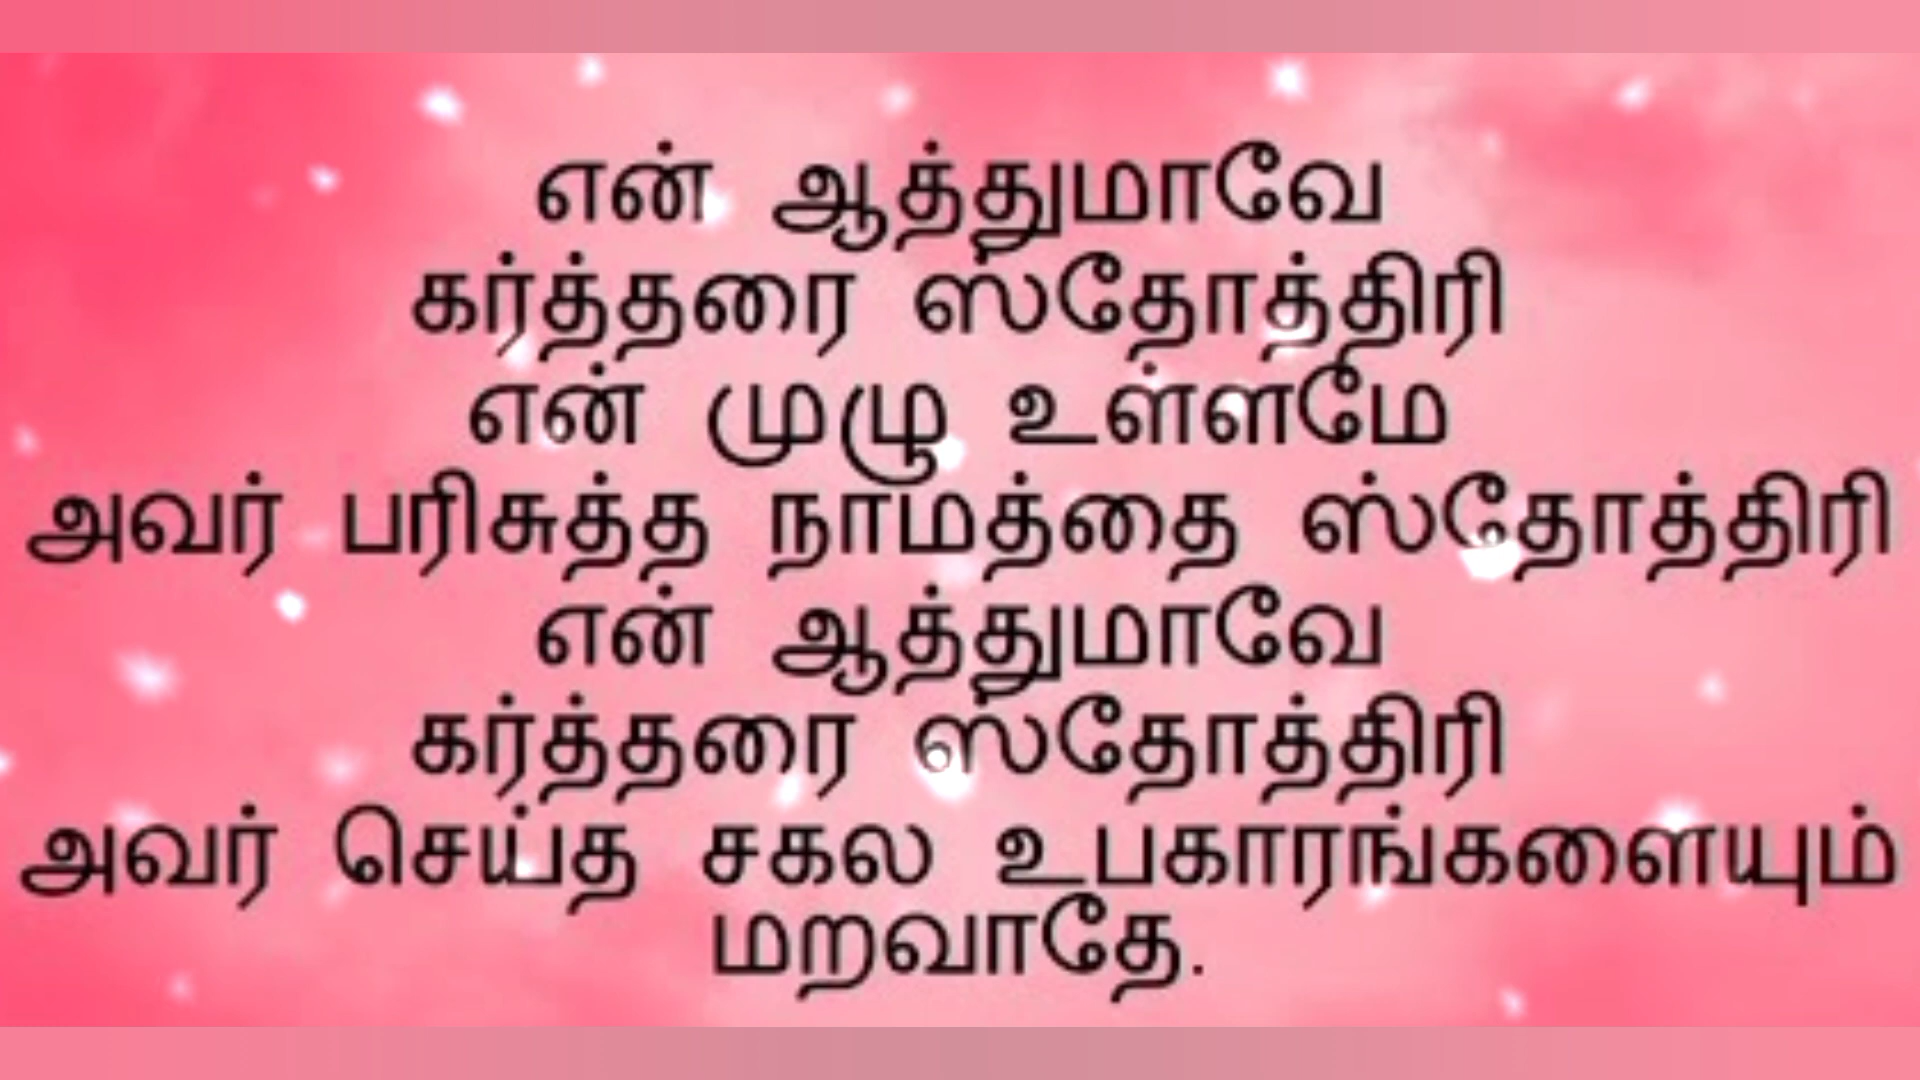 என் ஆத்துமாவே
கர்த்தரை ஸ்தோத்திரி
என் முழு உள்ளமே
அவர் பரிசுத்த நாமத்தை ஸ்தோத்திரி
என் ஆத்துமாவே
கர்த்தரை ஸ்தோத்திரி
அவர் செய்த சகல உபகாரங்களையும்
மறவாதே.